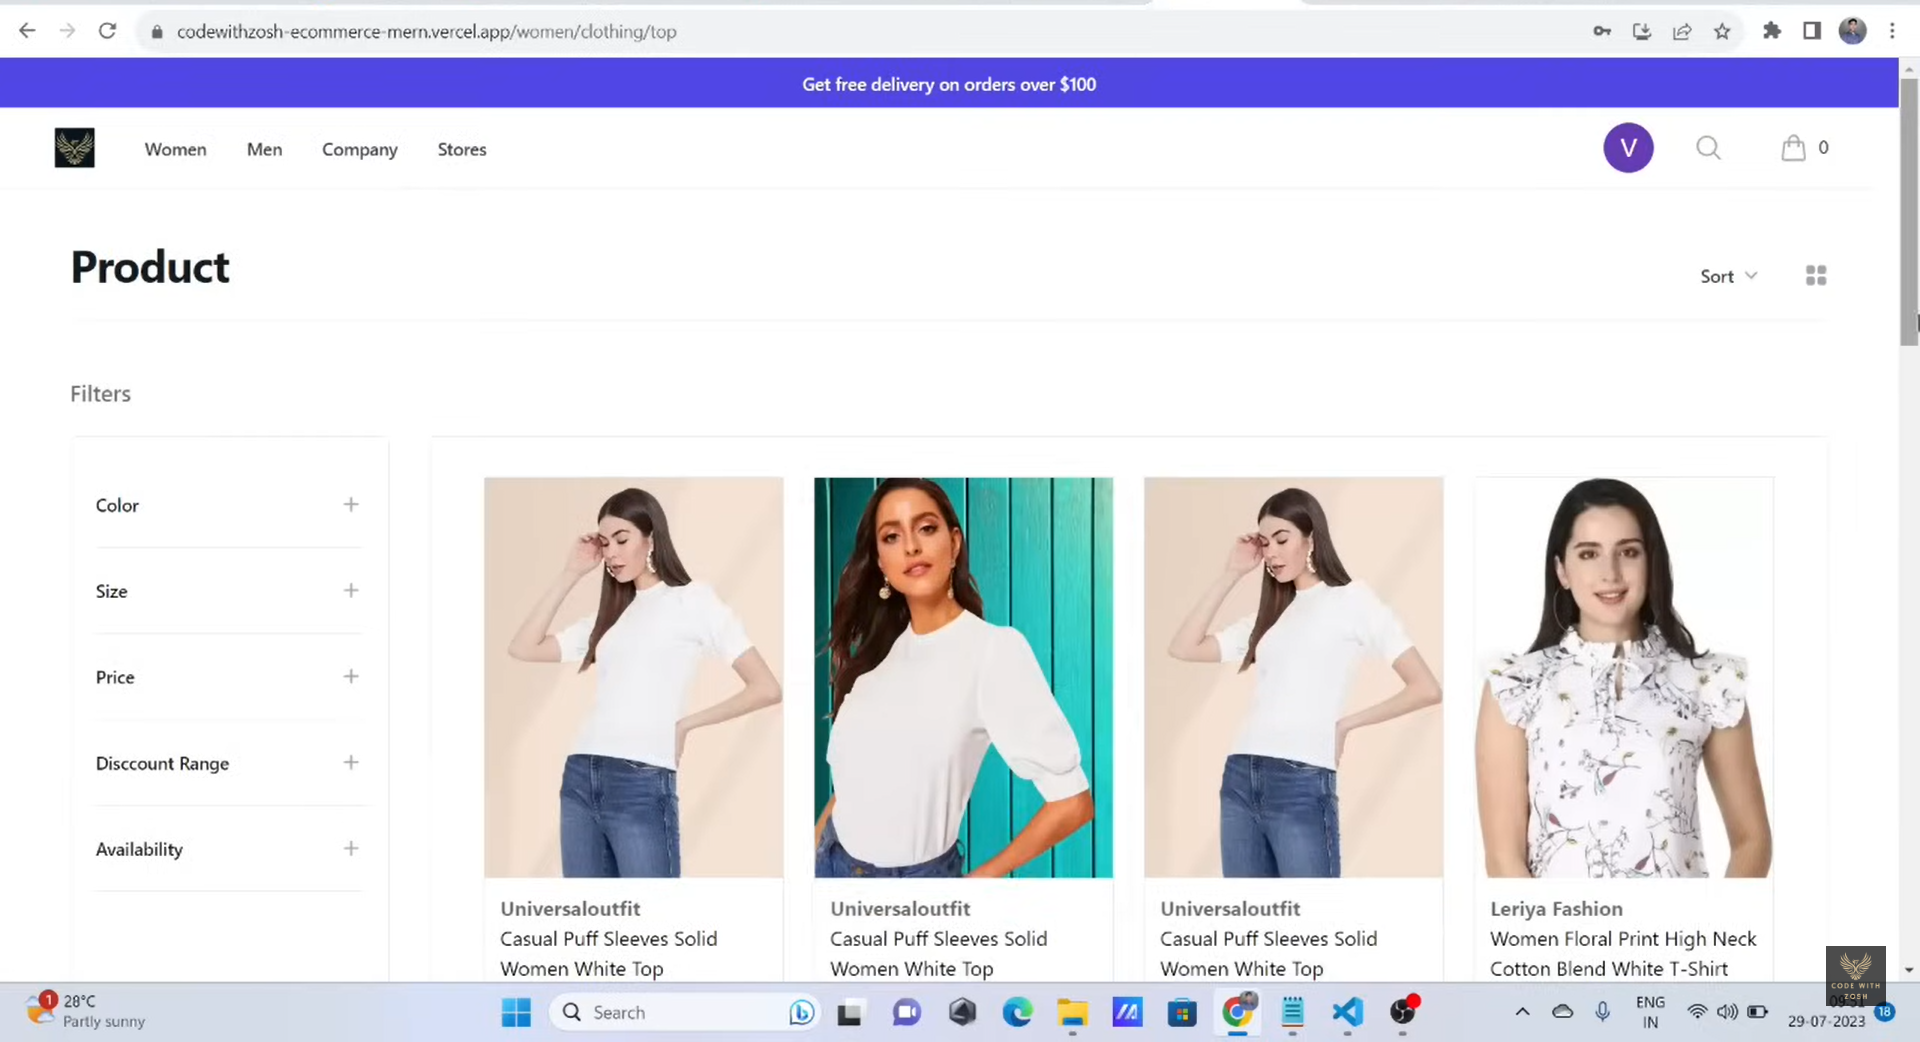 codewithzosh-ecommerce-mern.vercel.app/women/clothing/top
Get free delivery on orders over $100
Women Men Company Stores
V
0
Product
Sort
Filters
Color
Size
Price
Disccount Range
Availability
Universaloutfit
Casual Puff Sleeves Solid
Women White Top
Universaloutfit
Casual Puff Sleeves Solid
Women White Top
Universaloutfit
Casual Puff Sleeves Solid
Women White Top
Leriya Fashion
Women Floral Print High Neck
Cotton Blend White T-Shirt
CODE WITH
ZOSH
1
28°C
Partly sunny
Search
ENG
IN
09:51
29-07-2023
18